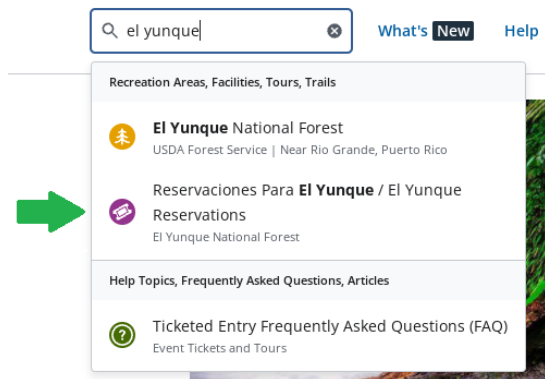 el yunque
What's New
Help
Recreation Areas, Facilities, Tours, Trails
El Yunque National Forest
USDA Forest Service | Near Rio Grande, Puerto Rico
Reservaciones Para El Yunque / El Yunque
Reservations
El Yunque National Forest
Help Topics, Frequently Asked Questions, Articles
Ticketed Entry Frequently Asked Questions (FAQ)
Event Tickets and Tours